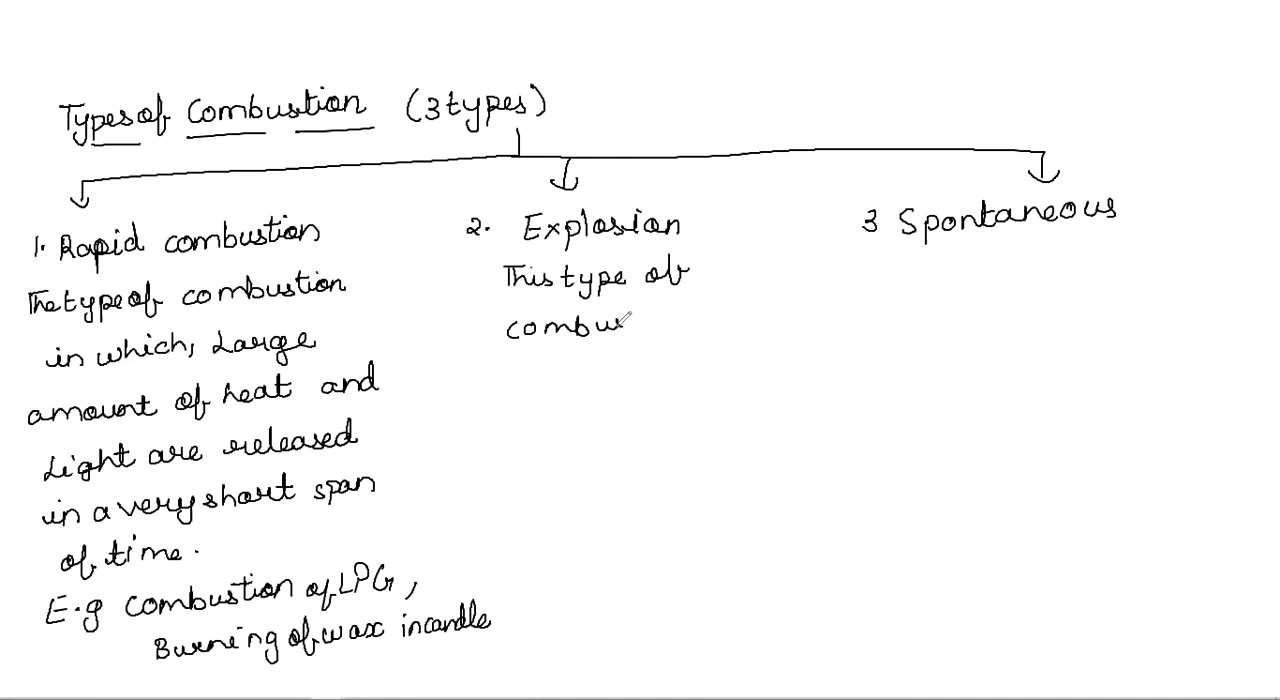 Types of Combustion (3 types)
1. Rapid combustion
The type of combustion
in which, Large
amount of heat and
Light are released
in a very short span
of time.
E.g Combustion of LPG,
Burning of wax in candle
2. Explosion
This type of
combus
3 Spontaneous